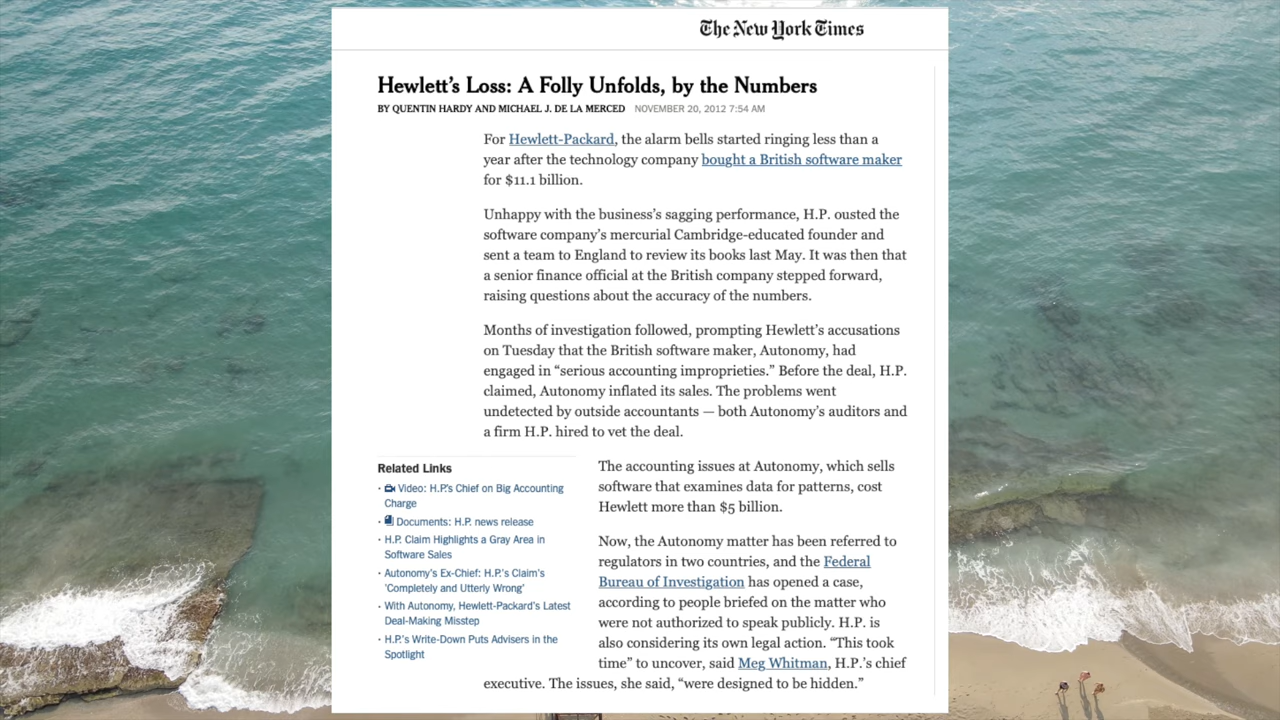 The New York Times
Hewlett's Loss: A Folly Unfolds, by the Numbers
BY QUENTIN HARDY AND MICHAEL J. DE LA MERCED NOVEMBER 20, 2012 7:54 AM
For Hewlett-Packard, the alarm bells started ringing less than a
year after the technology company bought a British software maker
for $11.1 billion.
Unhappy with the business's sagging performance, H.P. ousted the
software company's mercurial Cambridge-educated founder and
sent a team to England to review its books last May. It was then that
a senior finance official at the British company stepped forward,
raising questions about the accuracy of the numbers.
Months of investigation followed, prompting Hewlett's accusations
on Tuesday that the British software maker, Autonomy, had
engaged in “serious accounting improprieties.” Before the deal, H.P.
claimed, Autonomy inflated its sales. The problems went
undetected by outside accountants — both Autonomy's auditors and
a firm H.P. hired to vet the deal.
Related Links
· Video: H.P.'s Chief on Big Accounting
Charge
· Documents: H.P. news release
· H.P. Claim Highlights a Gray Area in
Software Sales
· Autonomy's Ex-Chief: H.P.'s Claim's
'Completely and Utterly Wrong'
· With Autonomy, Hewlett-Packard's Latest
Deal-Making Misstep
· H.P.'s Write-Down Puts Advisers in the
Spotlight
The accounting issues at Autonomy, which sells
software that examines data for patterns, cost
Hewlett more than $5 billion.
Now, the Autonomy matter has been referred to
regulators in two countries, and the Federal
Bureau of Investigation has opened a case,
according to people briefed on the matter who
were not authorized to speak publicly. H.P. is
also considering its own legal action. “This took
time” to uncover, said Meg Whitman, H.P.'s chief
executive. The issues, she said, “were designed to be hidden.”